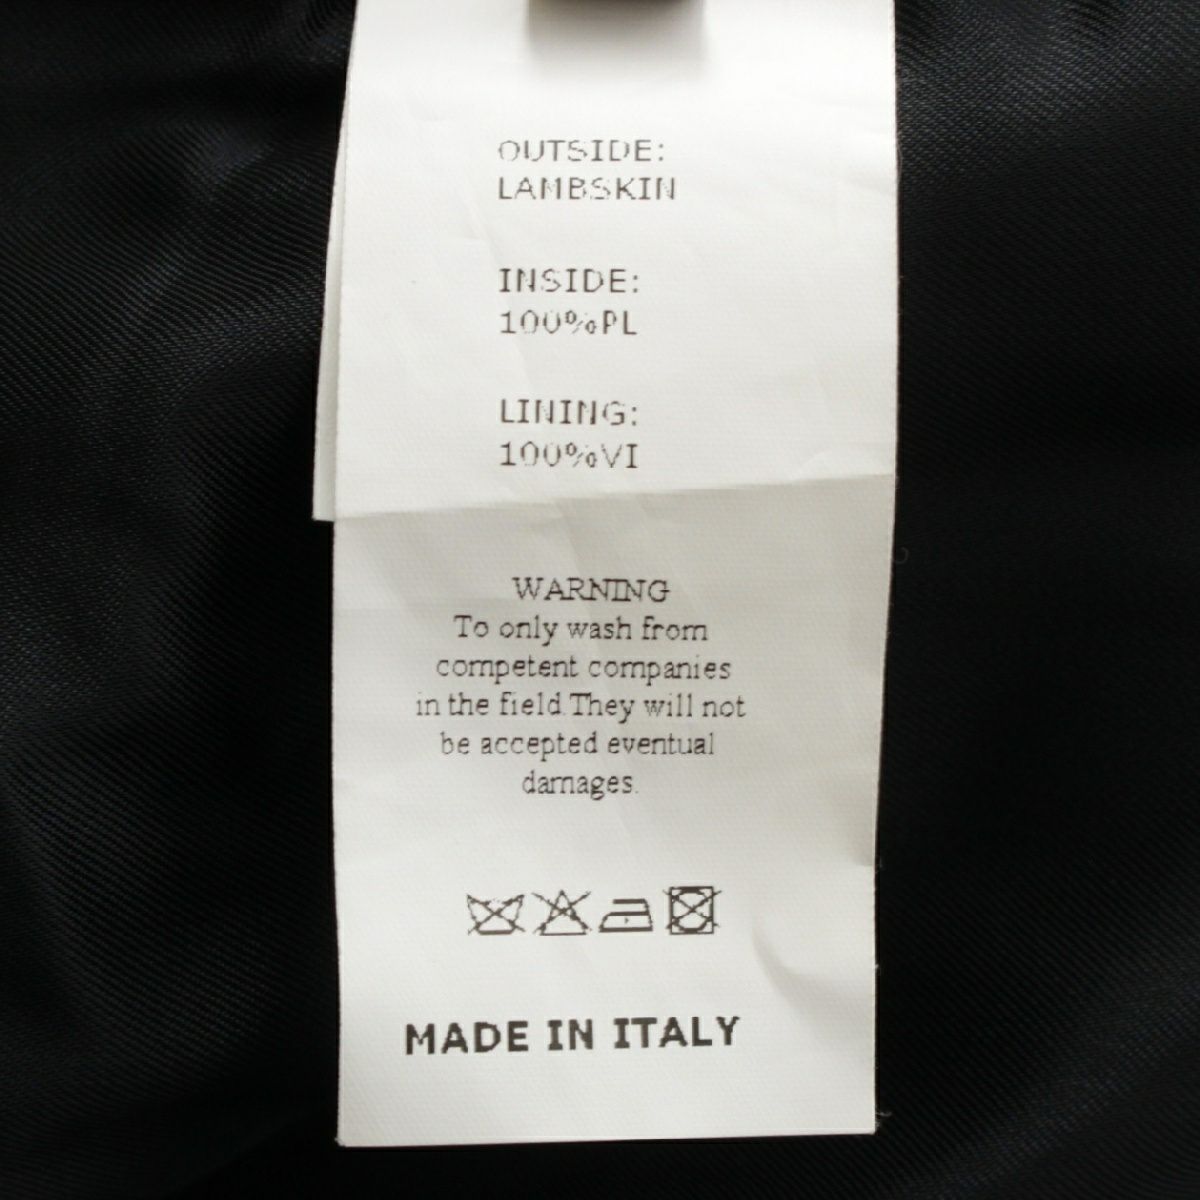 OUTSIDE:
LAMBSKIN
INSIDE:
100%PL
LINING:
100%VI
WARNING
To only wash from
competent companies
in the field.They will not
be accepted eventual
damages.
MADE IN ITALY